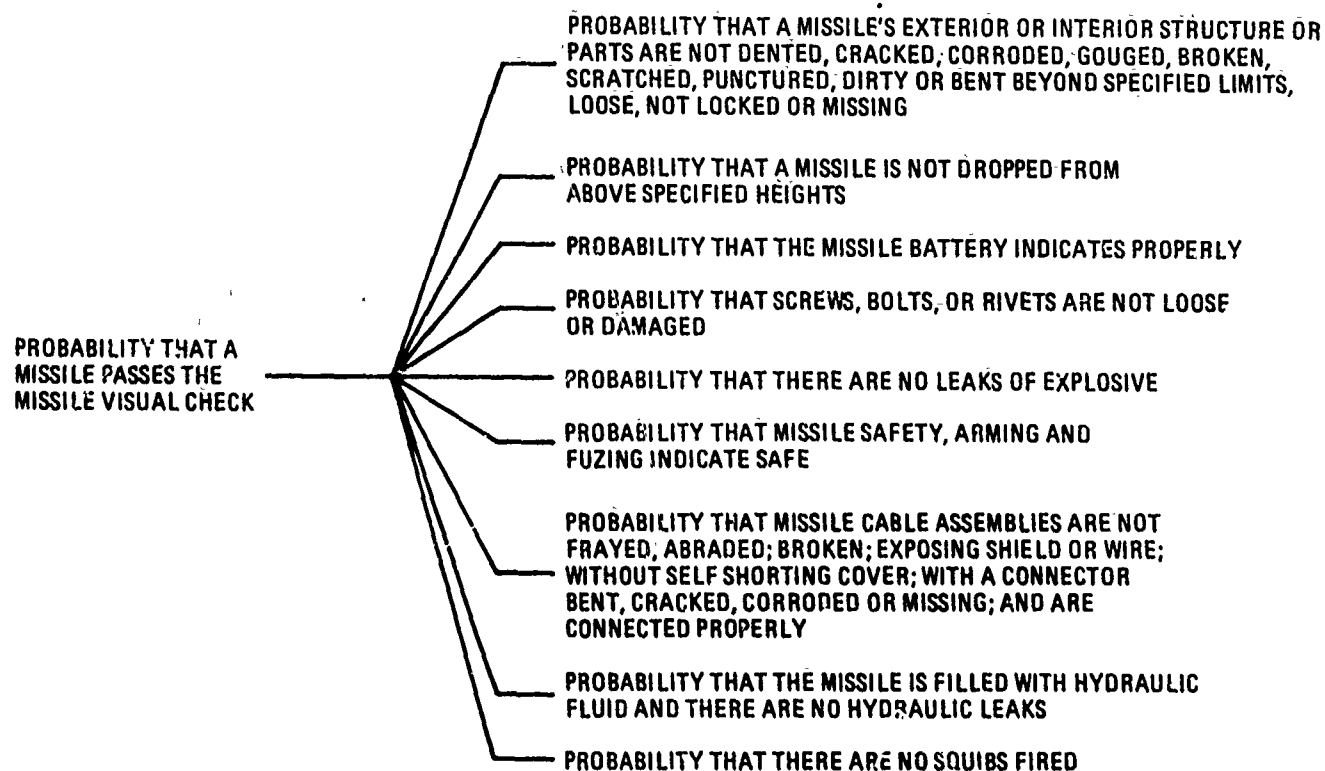 PROBABILITY THAT A MISSILE'S EXTERIOR OR INTERIOR STRUCTURE OR
PARTS ARE NOT DENTED, CRACKED, CORRODED, GOUGED, BROKEN,
SCRATCHED, PUNCTURED, DIRTY OR BENT BEYOND SPECIFIED LIMITS,
LOOSE, NOT LOCKED OR MISSING
PROBABILITY THAT A MISSILE IS NOT DROPPED FROM
ABOVE SPECIFIED HEIGHTS
PROBABILITY THAT THE MISSILE BATTERY INDICATES PROPERLY
PROBABILITY THAT SCREWS, BOLTS, OR RIVETS ARE NOT LOOSE
OR DAMAGED
PROBABILITY THAT A
MISSILE PASSES THE
MISSILE VISUAL CHECK
PROBABILITY THAT THERE ARE NO LEAKS OF EXPLOSIVE
PROBABILITY THAT MISSILE SAFETY, ARMING AND
FUZING INDICATE SAFE
PROBABILITY THAT MISSILE CABLE ASSEMBLIES ARE NOT
FRAYED, ABRADED; BROKEN; EXPOSING SHIELD OR WIRE;
WITHOUT SELF SHORTING COVER; WITH A CONNECTOR
BENT, CRACKED, CORRODED OR MISSING; AND ARE
CONNECTED PROPERLY
PROBABILITY THAT THE MISSILE IS FILLED WITH HYDRAULIC
FLUID AND THERE ARE NO HYDRAULIC LEAKS
PROBABILITY THAT THERE ARE NO SQUIBS FIRED